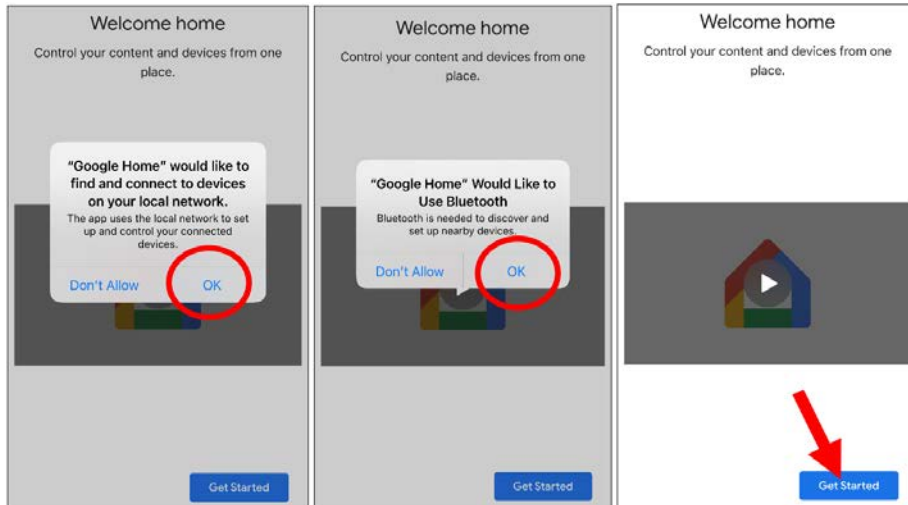 Welcome home
Control your content and devices from one
place.
"Google Home" would like to
find and connect to devices
on your local network.
The app uses the local network to set
up and control your connected
devices.
Don't Allow
OK
Get Started
Welcome home
Control your content and devices from one
place.
"Google Home" Would Like to
Use Bluetooth
Bluetooth is needed to discover and
set up nearby devices.
Don't Allow
OK
Get Started
Welcome home
Control your content and devices from one
place.
Get Started